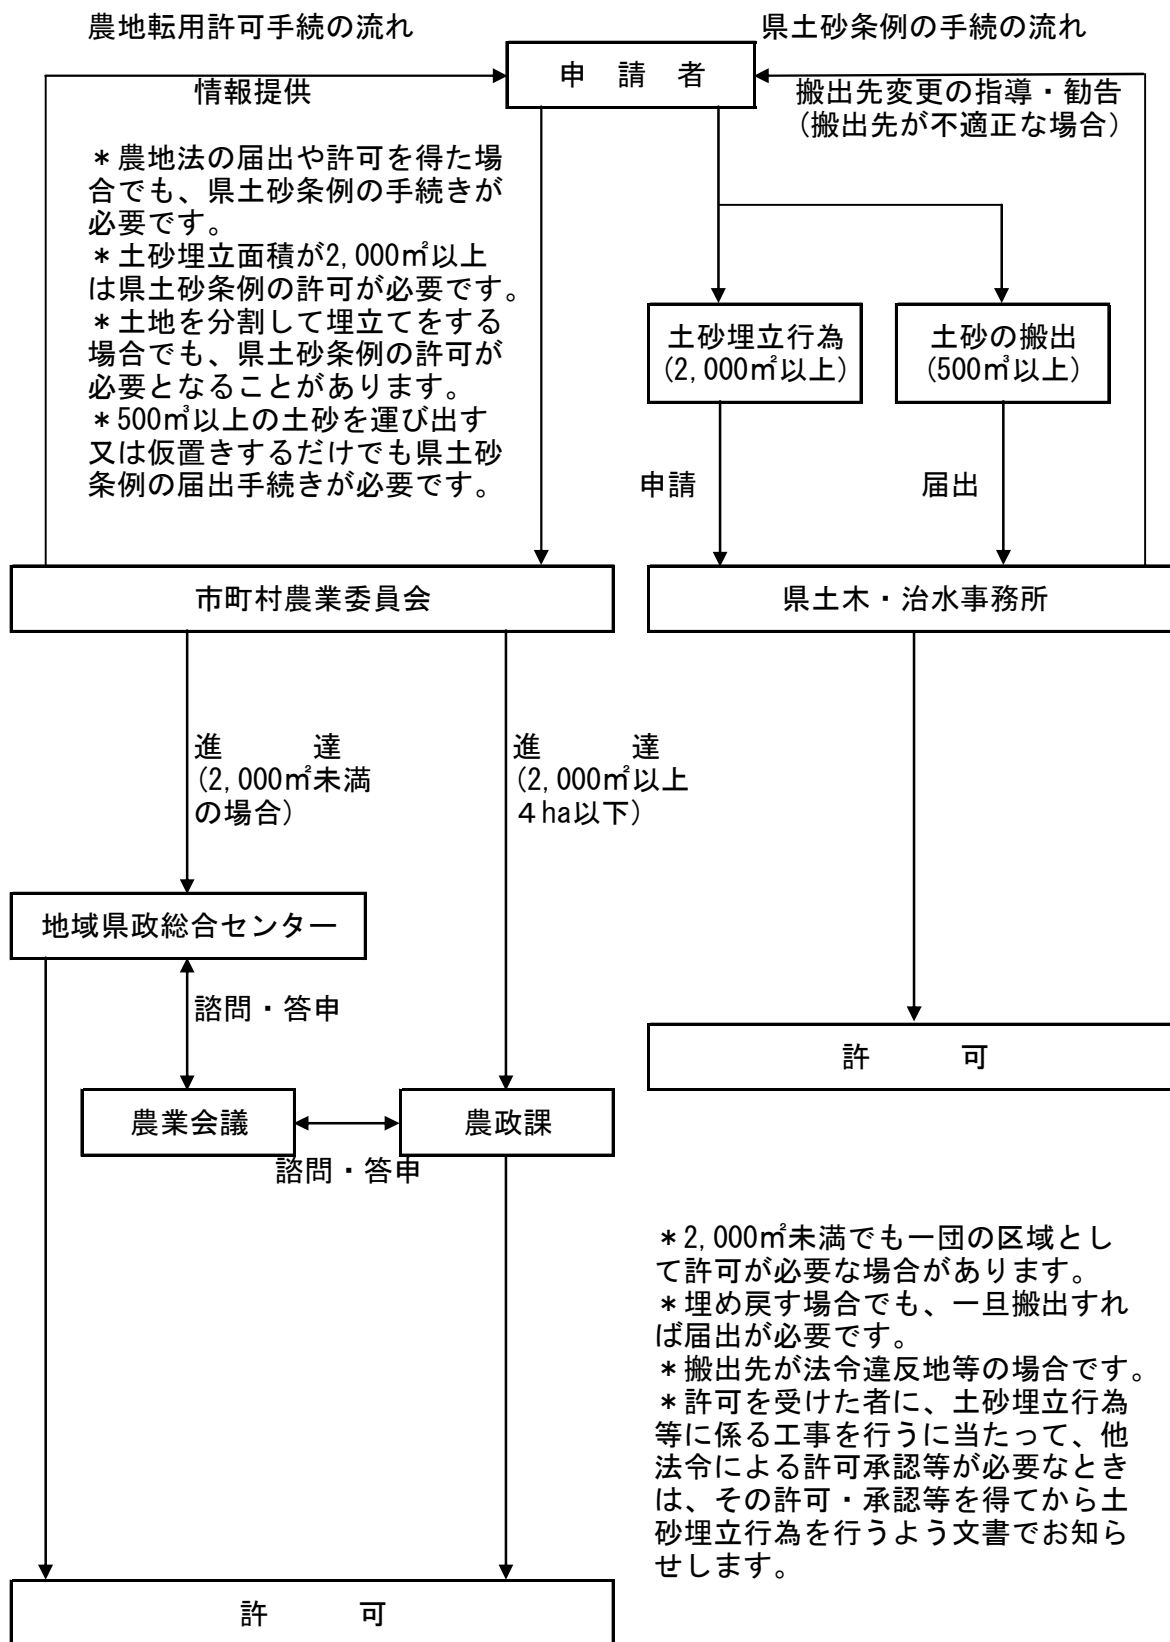 農地転用許可手続の流れ
県土砂条例の手続の流れ
申　請　者
情報提供
搬出先変更の指導・勧告
(搬出先が不適正な場合)
＊農地法の届出や許可を得た場
合でも、県土砂条例の手続きが
必要です。
＊土砂埋立面積が2,000㎡以上
は県土砂条例の許可が必要です。
＊土地を分割して埋立てをする
場合でも、県土砂条例の許可が
必要となることがあります。
＊500㎥以上の土砂を運び出す
又は仮置きするだけでも県土砂
条例の届出手続きが必要です。
土砂埋立行為
(2,000㎡以上)
土砂の搬出
(500㎥以上)
申請
届出
市町村農業委員会
県土木・治水事務所
進　　　達
(2,000㎡未満
の場合)
進　　　達
(2,000㎡以上
４ha以下)
地域県政総合センター
諮問・答申
許　　　可
農業会議
農政課
諮問・答申
＊2,000㎡未満でも一団の区域とし
て許可が必要な場合があります。
＊埋め戻す場合でも、一旦搬出すれ
ば届出が必要です。
＊搬出先が法令違反地等の場合です。
＊許可を受けた者に、土砂埋立行為
等に係る工事を行うに当たって、他
法令による許可承認等が必要なとき
は、その許可・承認等を得てから土
砂埋立行為を行うよう文書でお知ら
せします。
許　　　可